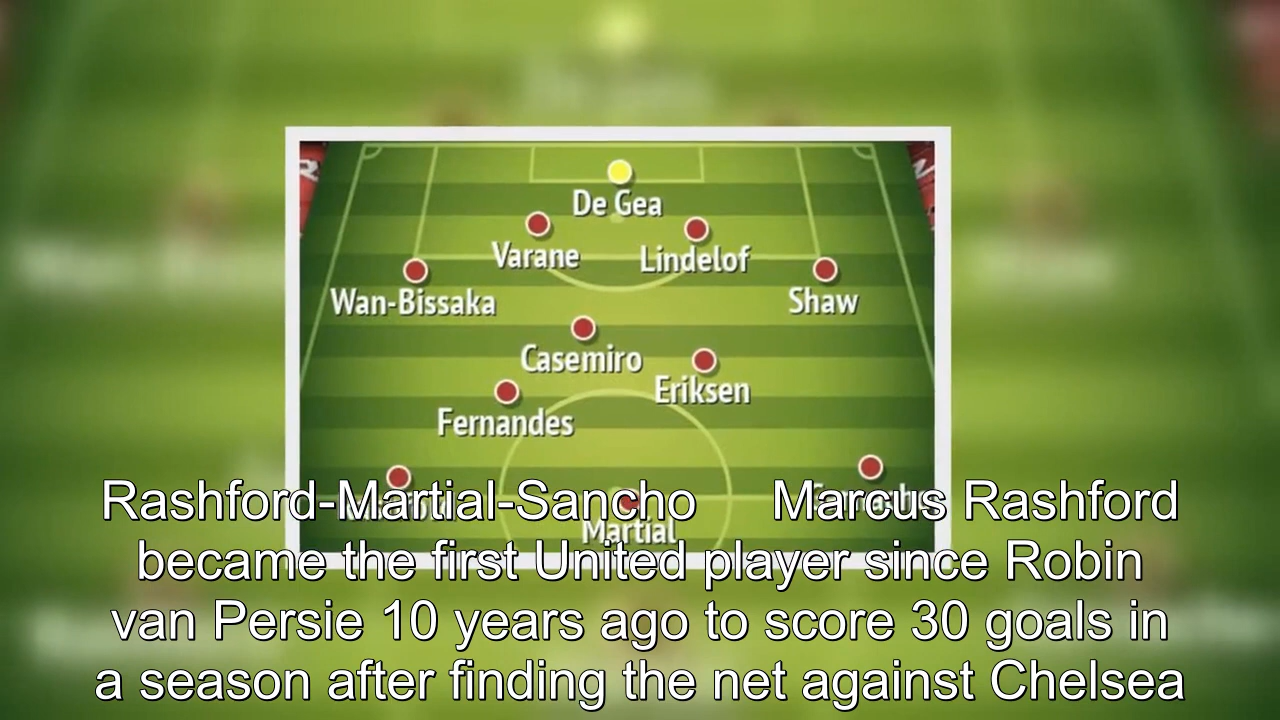 De Gea
Varane
Lindelof
Wan-Bissaka
Shaw
Casemiro
Eriksen
Fernandes
Martial
Rashford-Martial-Sancho Marcus Rashford
became the first United player since Robin
van Persie 10 years ago to score 30 goals in
a season after finding the net against Chelsea